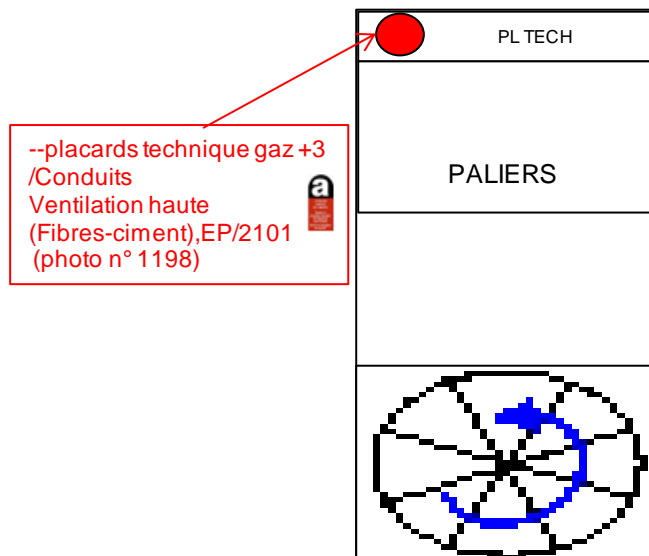 PL TECH
--placards technique gaz +3
/Conduits
Ventilation haute
(Fibres-ciment),EP/2101
(photo n° 1198)
a
PALIERS